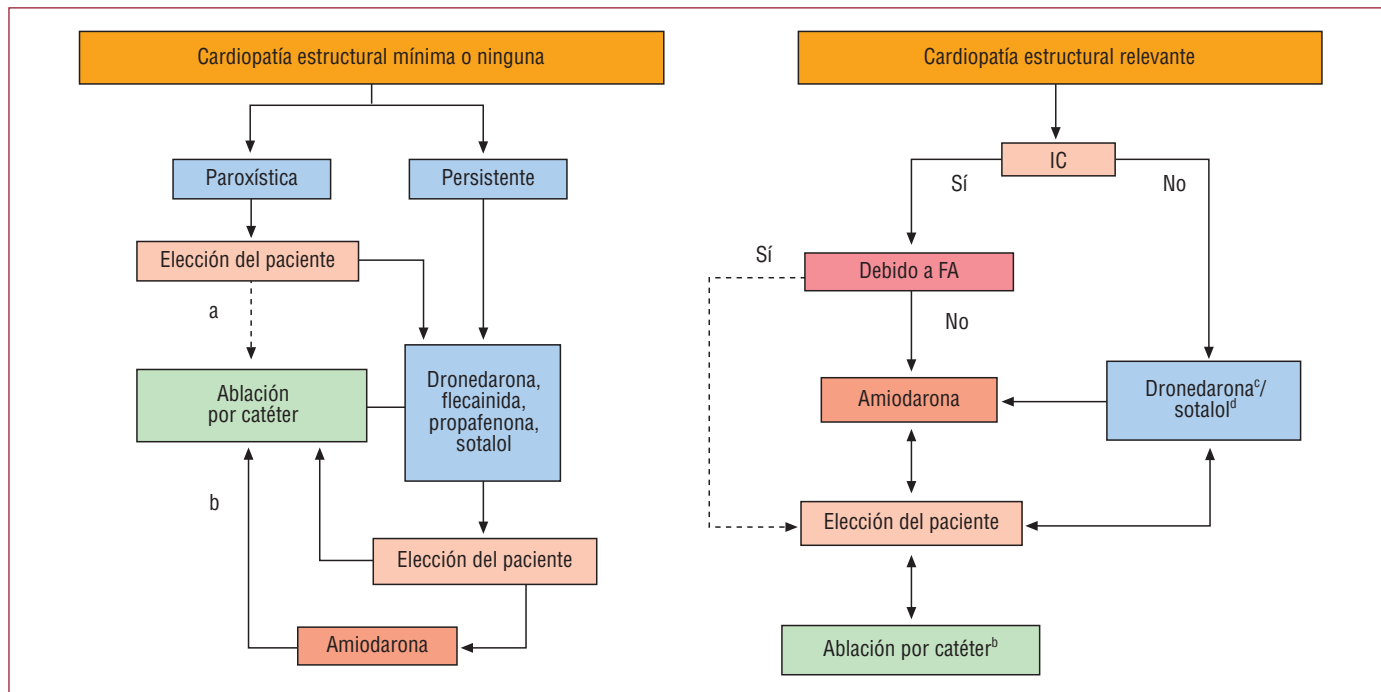 Cardiopatía estructural mínima o ninguna
Paroxística
Persistente
Elección del paciente
a
Ablación
por catéter
Dronedarona,
flecainida,
propafenona,
sotalol
b
Elección del paciente
Amiodarona
Cardiopatía estructural relevante
IC
Sí
No
Sí
Debido a FA
No
Amiodarona
Dronedaronaᶜ/
sotalolᵈ
Elección del paciente
Ablación por catéterᵇ